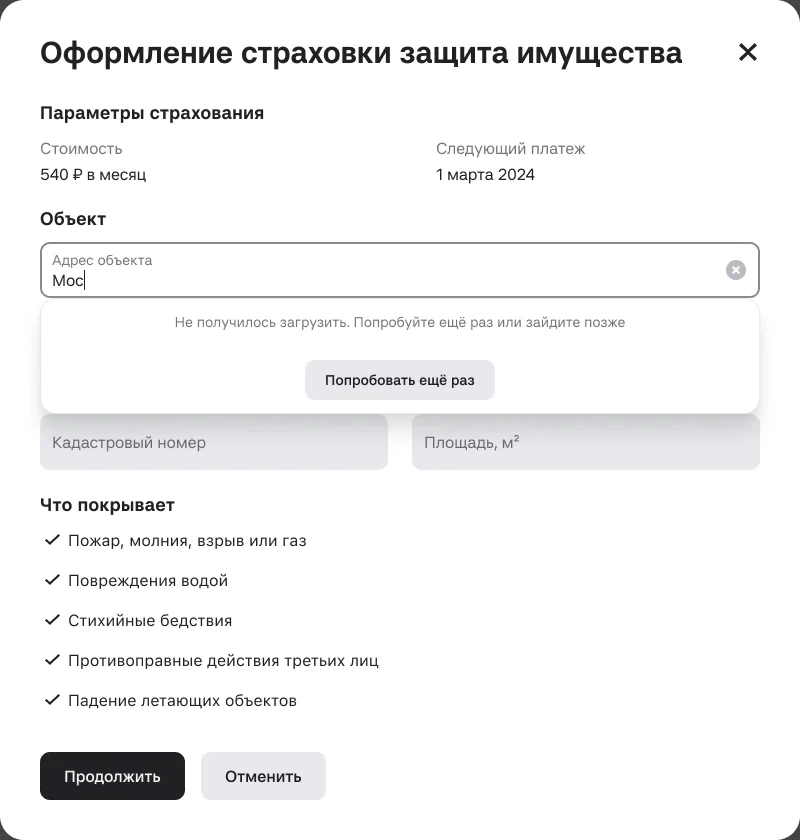 Оформление страховки защита имущества
Параметры страхования
Стоимость
Следующий платеж
540 ₽ в месяц
1 марта 2024
Объект
Адрес объекта
Мос
Не получилось загрузить. Попробуйте ещё раз или зайдите позже
Попробовать ещё раз
Кадастровый номер
Площадь, м²
Что покрывает
Пожар, молния, взрыв или газ
Повреждения водой
Стихийные бедствия
Противоправные действия третьих лиц
Падение летающих объектов
Продолжить
Отменить